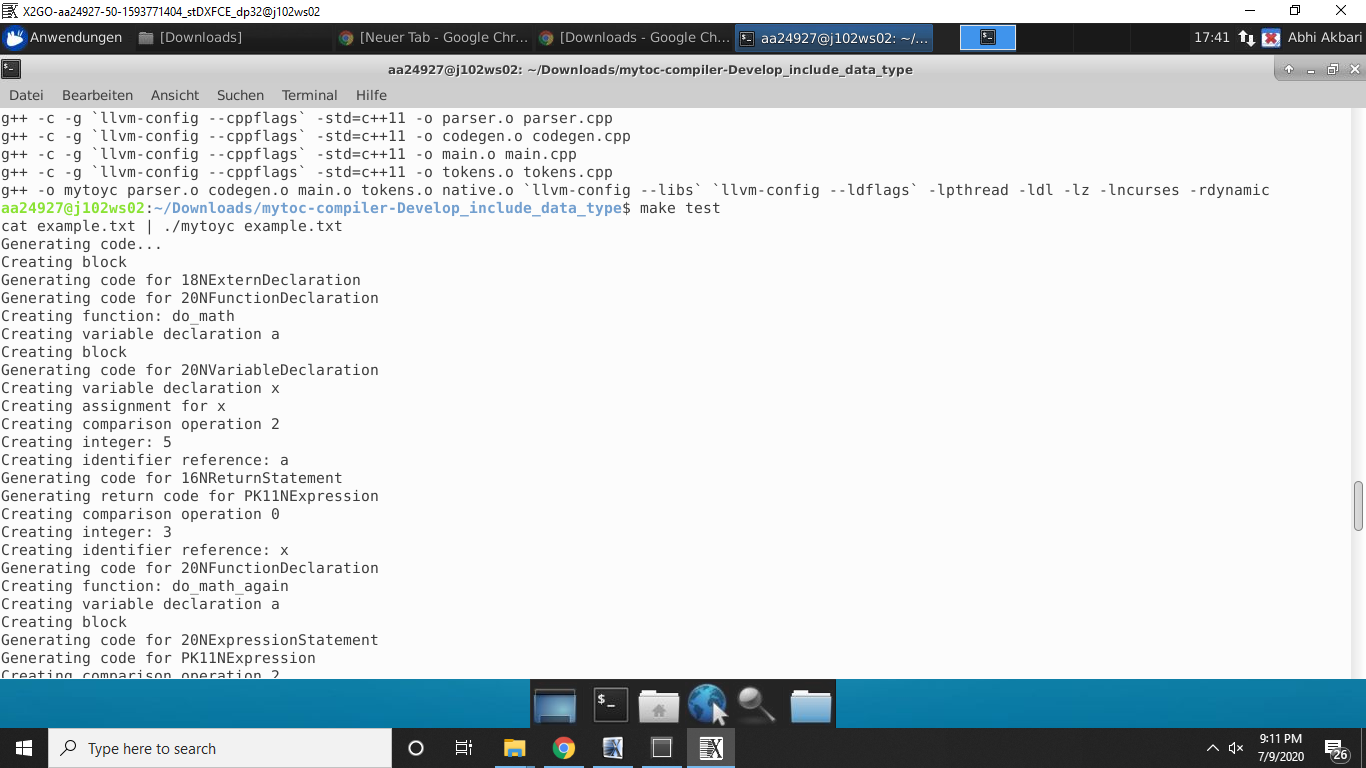 X2GO-aa24927-50-1593771404_stDXFCE_dp32@j102ws02
Anwendungen [Downloads] [Neuer Tab - Google Chr... [Downloads - Google Ch... aa24927@j102ws02: ~/... 17:41 Abhi Akbari
aa24927@j102ws02: ~/Downloads/mytoc-compiler-Develop_include_data_type
Datei Bearbeiten Ansicht Suchen Terminal Hilfe
g++ -c -g `llvm-config --cppflags` -std=c++11 -o parser.o parser.cpp
g++ -c -g `llvm-config --cppflags` -std=c++11 -o codegen.o codegen.cpp
g++ -c -g `llvm-config --cppflags` -std=c++11 -o main.o main.cpp
g++ -c -g `llvm-config --cppflags` -std=c++11 -o tokens.o tokens.cpp
g++ -o mytoyc parser.o codegen.o main.o tokens.o native.o `llvm-config --libs` `llvm-config --ldflags` -lpthread -ldl -lz -lncurses -rdynamic
aa24927@j102ws02:~/Downloads/mytoc-compiler-Develop_include_data_type$ make test
cat example.txt | ./mytoyc example.txt
Generating code...
Creating block
Generating code for 18NExternDeclaration
Generating code for 20NFunctionDeclaration
Creating function: do_math
Creating variable declaration a
Creating block
Generating code for 20NVariableDeclaration
Creating variable declaration x
Creating assignment for x
Creating comparison operation 2
Creating integer: 5
Creating identifier reference: a
Generating code for 16NReturnStatement
Generating return code for PK11NExpression
Creating comparison operation 0
Creating integer: 3
Creating identifier reference: x
Generating code for 20NFunctionDeclaration
Creating function: do_math_again
Creating variable declaration a
Creating block
Generating code for 20NExpressionStatement
Generating code for PK11NExpression
Creating comparison operation 2
Type here to search
9:11 PM
7/9/2020
26